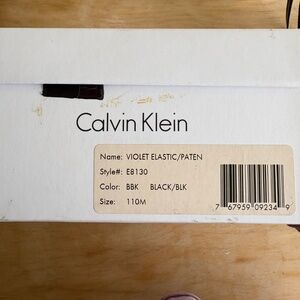 Calvin Klein
Name: VIOLET ELASTIC/PATEN
Style#: E8130
Color: BBK BLACK/BLK
Size: 110M
7 67959 09234 9